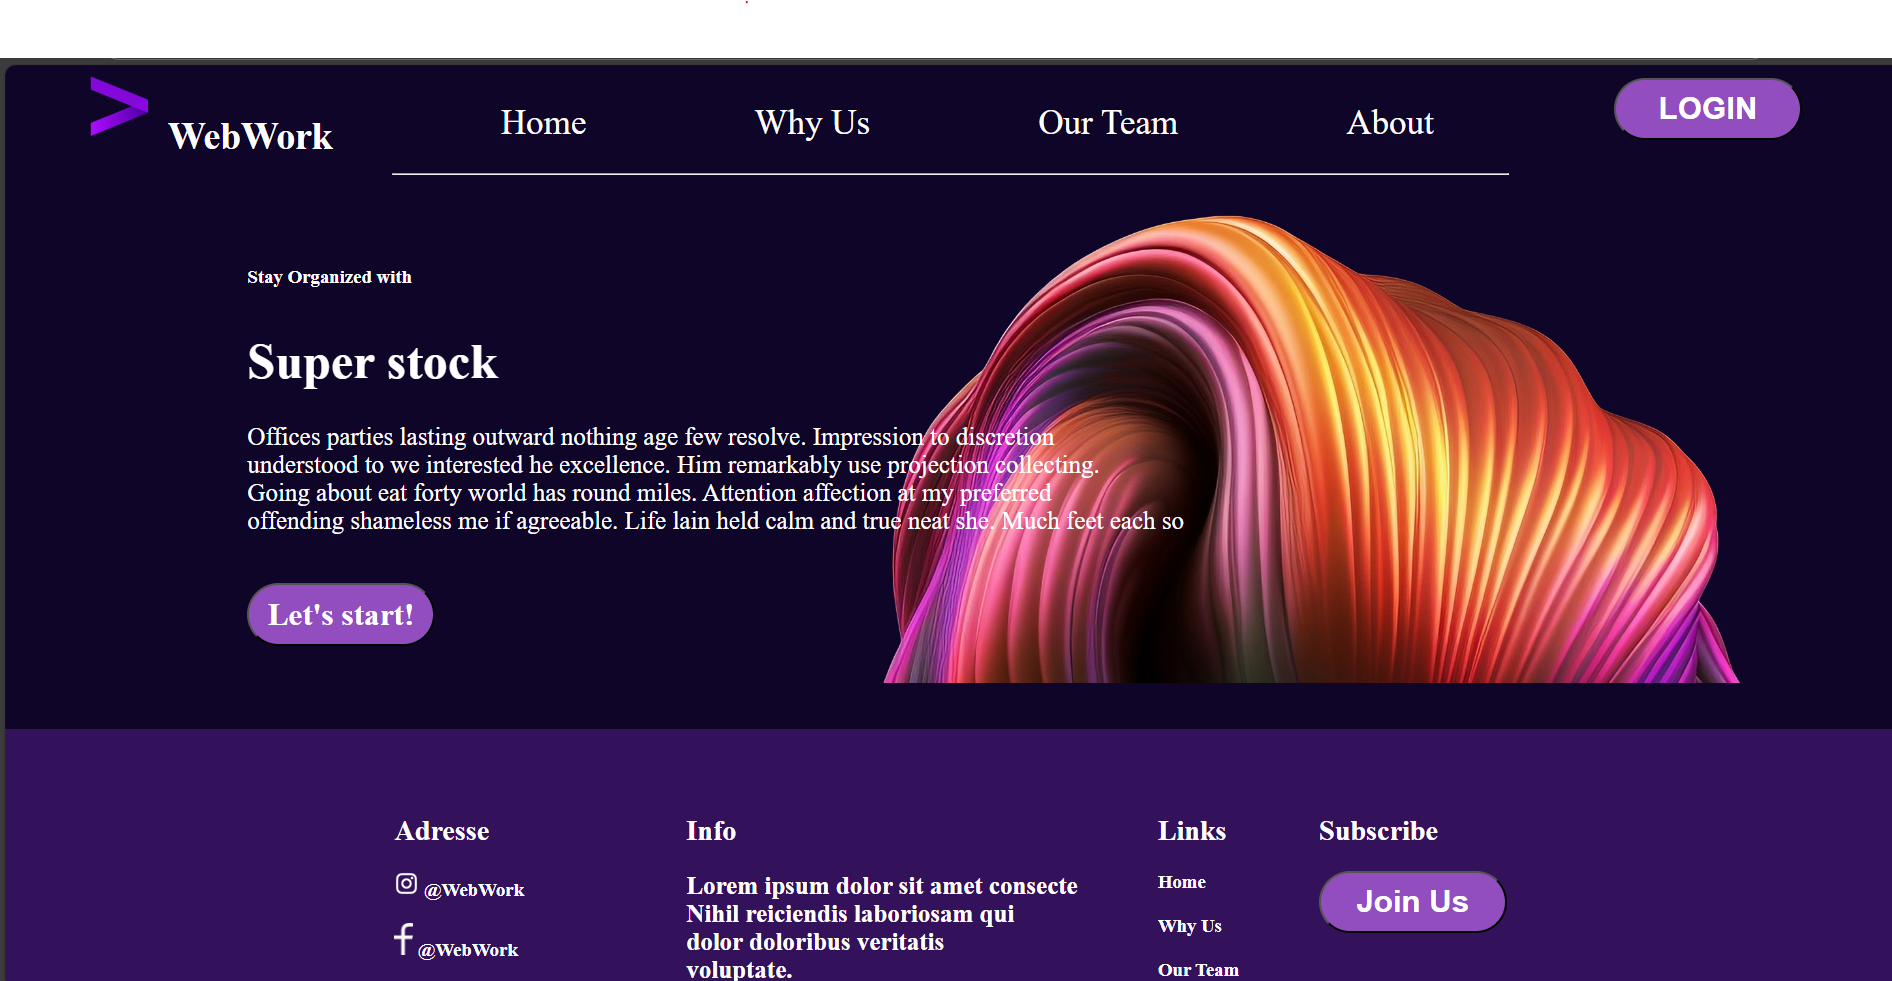 WebWork
Home
Why Us
Our Team
About
LOGIN
Stay Organized with
Super stock
Offices parties lasting outward nothing age few resolve. Impression to discretion
understood to we interested he excellence. Him remarkably use projection collecting.
Going about eat forty world has round miles. Attention affection at my preferred
offending shameless me if agreeable. Life lain held calm and true neat she. Much feet each so
Let's start!
Adresse
@WebWork
@WebWork
Info
Lorem ipsum dolor sit amet consecte
Nihil reiciendis laboriosam qui
dolor doloribus veritatis
voluptate.
Links
Home
Why Us
Our Team
Subscribe
Join Us